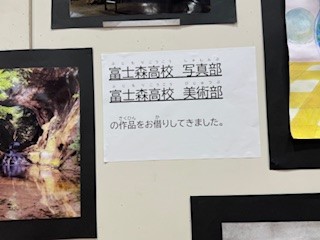 富士森高校 写真部
富士森高校 美術部
の作品をお借りしてきました。